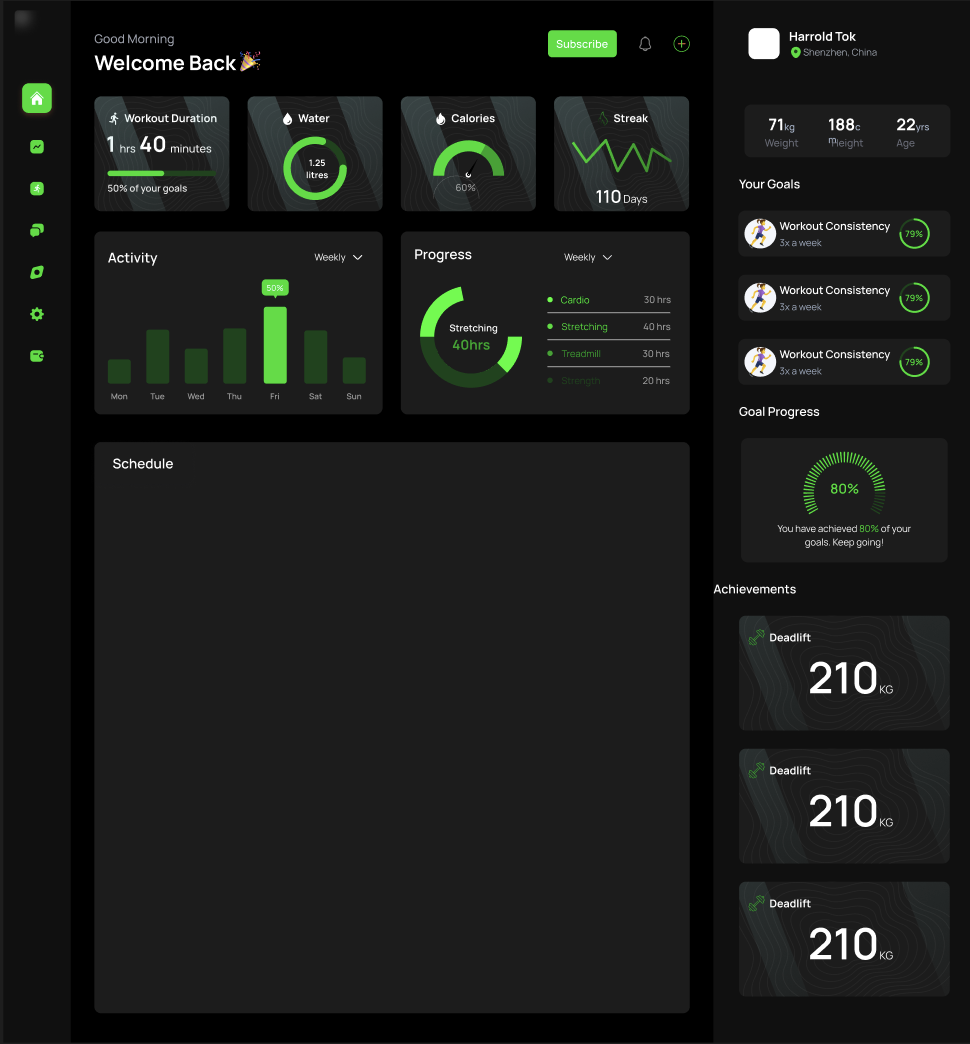 Good Morning
Welcome Back
Subscribe
Workout Duration
1 hrs 40 minutes
50% of your goals
Water
1.25
litres
Calories
60%
Streak
110 Days
Activity
Weekly
50%
Mon Tue Wed Thu Fri Sat Sun
Progress
Weekly
Stretching
40hrs
Cardio 30 hrs
Stretching 40 hrs
Treadmill 30 hrs
Strength 20 hrs
Schedule
Harrold Tok
Shenzhen, China
71kg
Weight
188c
m
Height
22yrs
Age
Your Goals
Workout Consistency
3x a week
79%
Workout Consistency
3x a week
79%
Workout Consistency
3x a week
79%
Goal Progress
80%
You have achieved 80% of your
goals. Keep going!
Achievements
Deadlift
210 KG
Deadlift
210 KG
Deadlift
210 KG